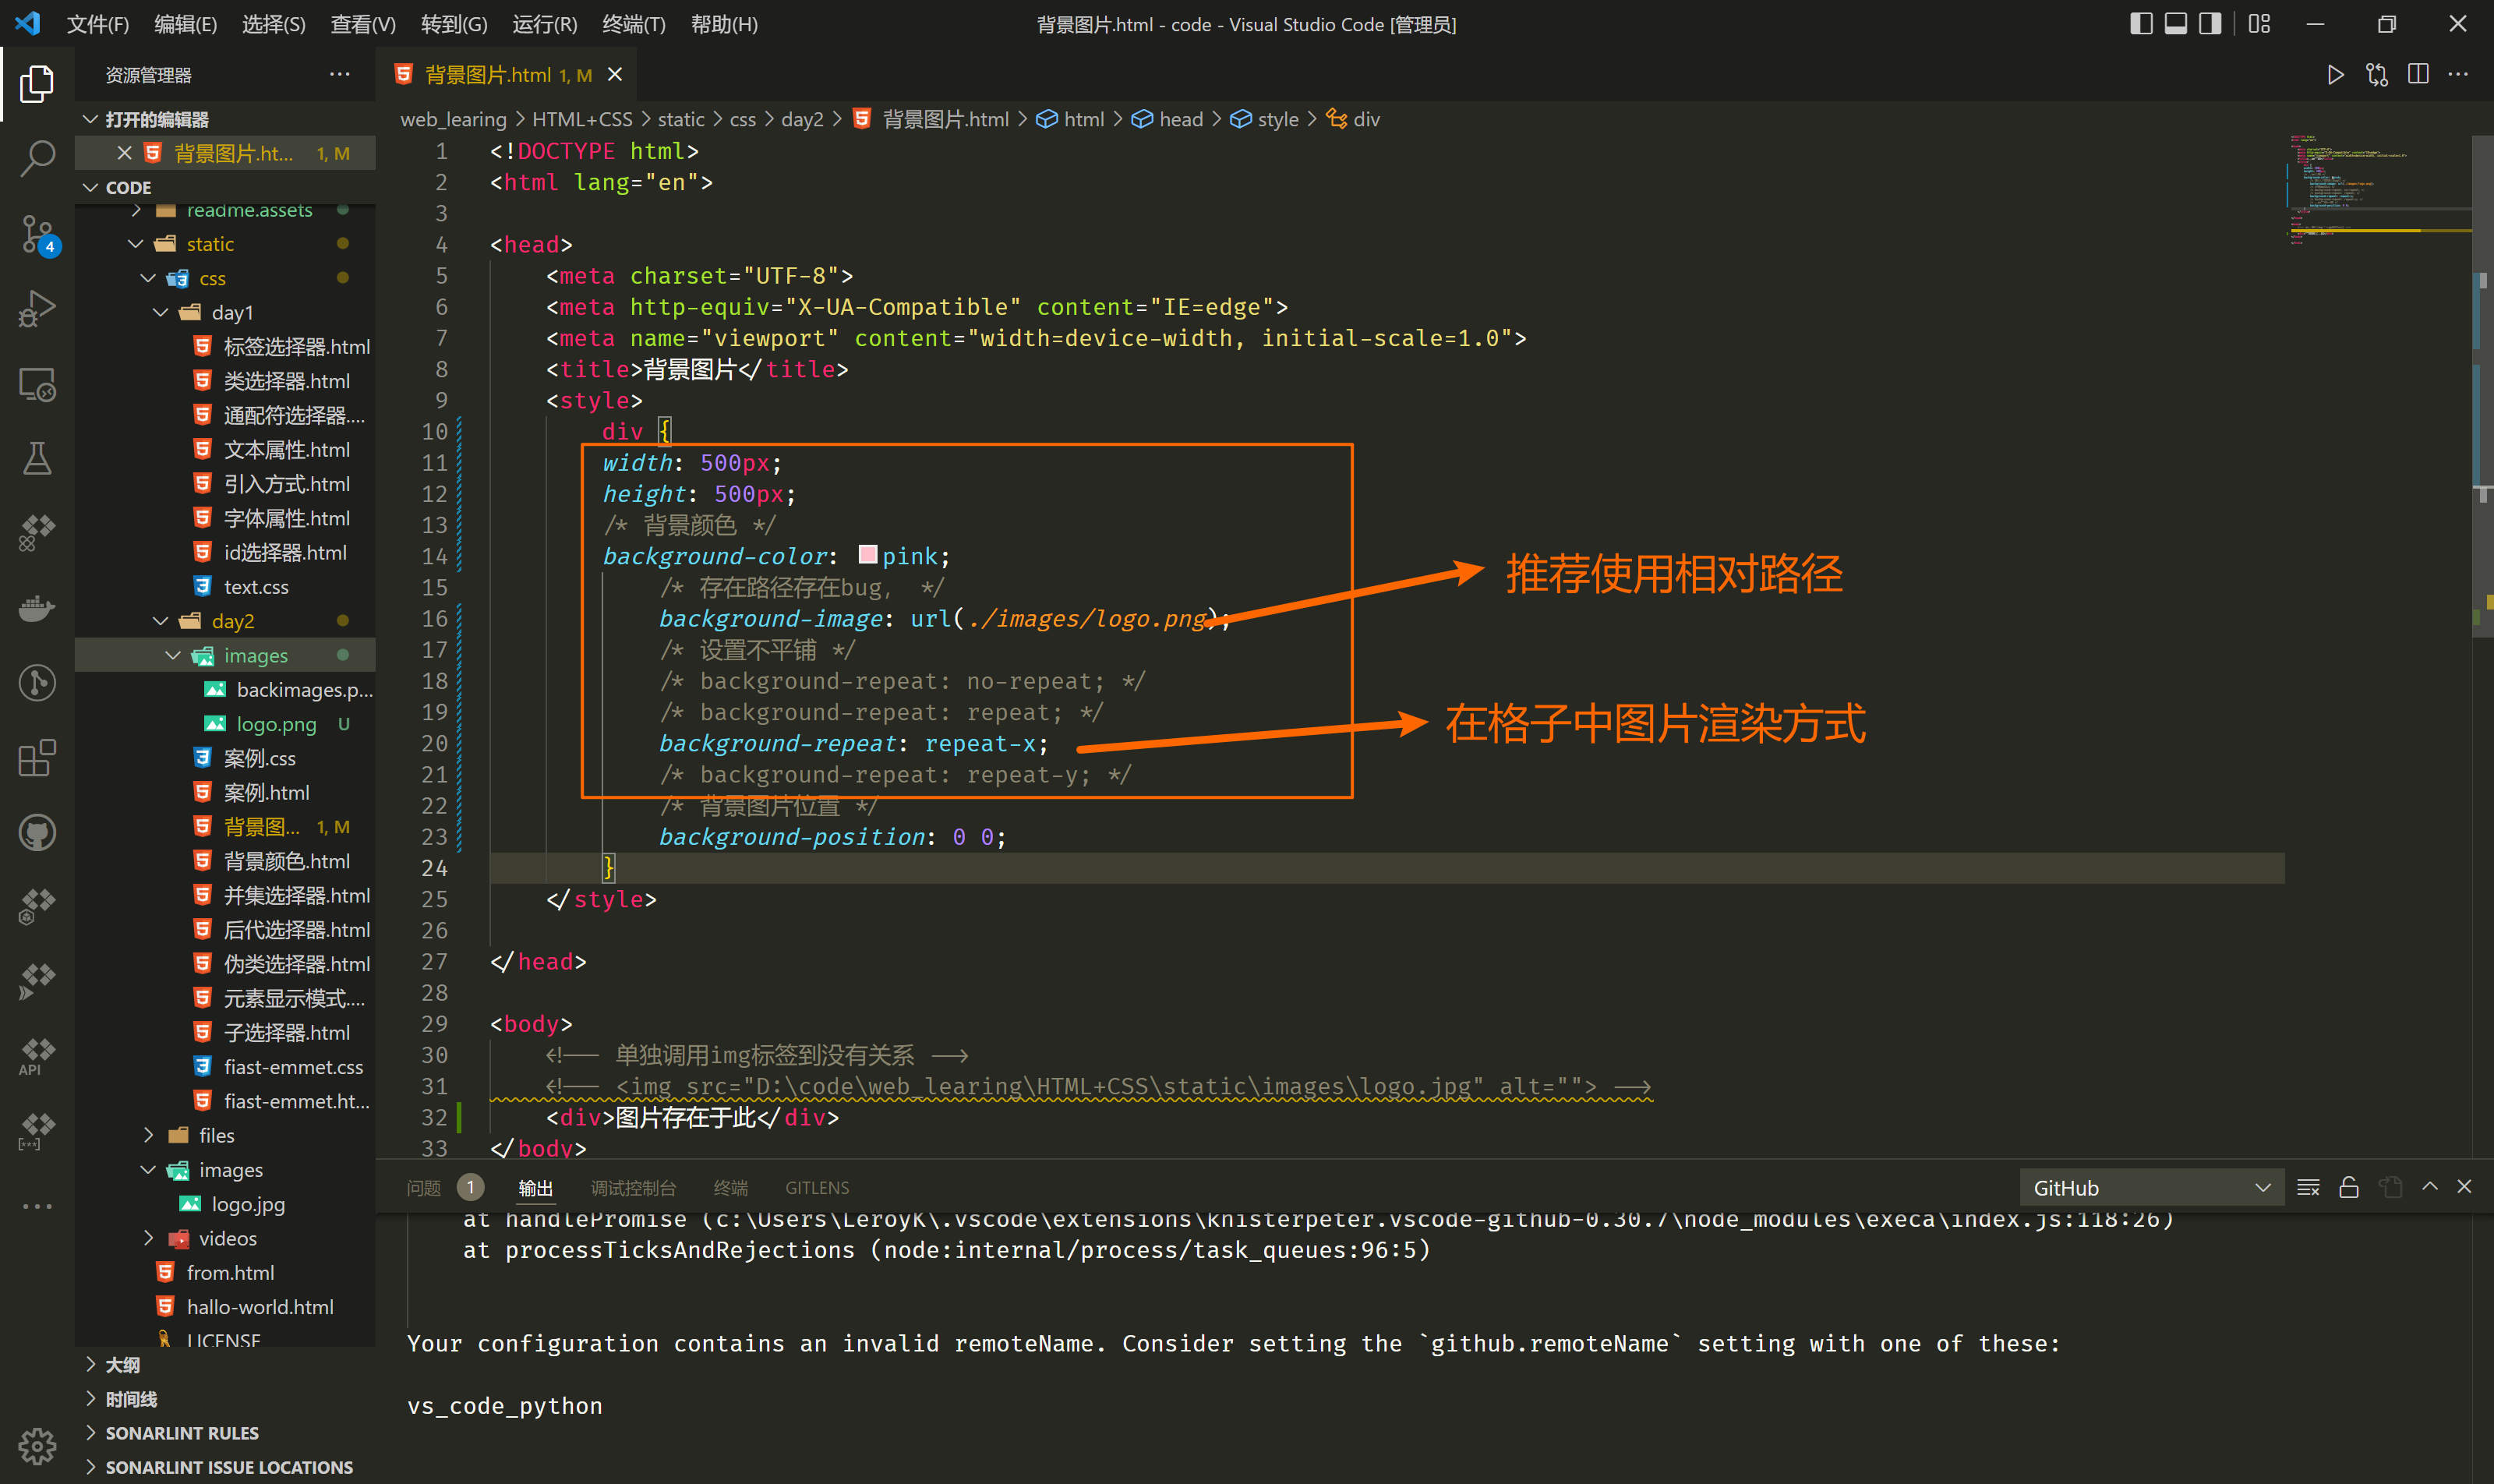 文件(F) 编辑(E) 选择(S) 查看(V) 转到(G) 运行(R) 终端(T) 帮助(H)
背景图片.html - code - Visual Studio Code [管理员]
资源管理器
打开的编辑器
背景图片.ht... 1, M
CODE
readme.assets
static
css
day1
标签选择器.html
类选择器.html
通配符选择器....
文本属性.html
引入方式.html
字体属性.html
id选择器.html
text.css
day2
images
backimages.p...
logo.png U
案例.css
案例.html
背景图... 1, M
背景颜色.html
并集选择器.html
后代选择器.html
伪类选择器.html
元素显示模式....
子选择器.html
fiast-emmet.css
fiast-emmet.ht...
files
images
logo.jpg
videos
from.html
hallo-world.html
LICENSE
大纲
时间线
SONARLINT RULES
SONARLINT ISSUE LOCATIONS
4
API
背景图片.html 1, M
web_learing > HTML+CSS > static > css > day2 > 背景图片.html > html > head > style > div
1 <!DOCTYPE html>
2 <html lang="en">
3
4 <head>
5 <meta charset="UTF-8">
6 <meta http-equiv="X-UA-Compatible" content="IE=edge">
7 <meta name="viewport" content="width=device-width, initial-scale=1.0">
8 <title>背景图片</title>
9 <style>
10 div {
11 width: 500px;
12 height: 500px;
13 /* 背景颜色 */
14 background-color: pink;
15 /* 存在路径存在bug, */
16 background-image: url(./images/logo.png);
17 /* 设置不平铺 */
18 /* background-repeat: no-repeat; */
19 /* background-repeat: repeat; */
20 background-repeat: repeat-x;
21 /* background-repeat: repeat-y; */
22 /* 背景图片位置 */
23 background-position: 0 0;
24 }
25 </style>
26
27 </head>
28
29 <body>
30 <!-- 单独调用img标签到没有关系 -->
31 <!-- <img src="D:\code\web_learing\HTML+CSS\static\images\logo.jpg" alt=""> -->
32 <div>图片存在于此</div>
33 </body>
推荐使用相对路径
在格子中图片渲染方式
问题 1 输出 调试控制台 终端 GITLENS
GitHub
at handlePromise (c:\Users\LeroyK\.vscode\extensions\knisterpeter.vscode-github-0.30.7\node_modules\execa\index.js:118:26)
at processTicksAndRejections (node:internal/process/task_queues:96:5)
Your configuration contains an invalid remoteName. Consider setting the `github.remoteName` setting with one of these:
vs_code_python